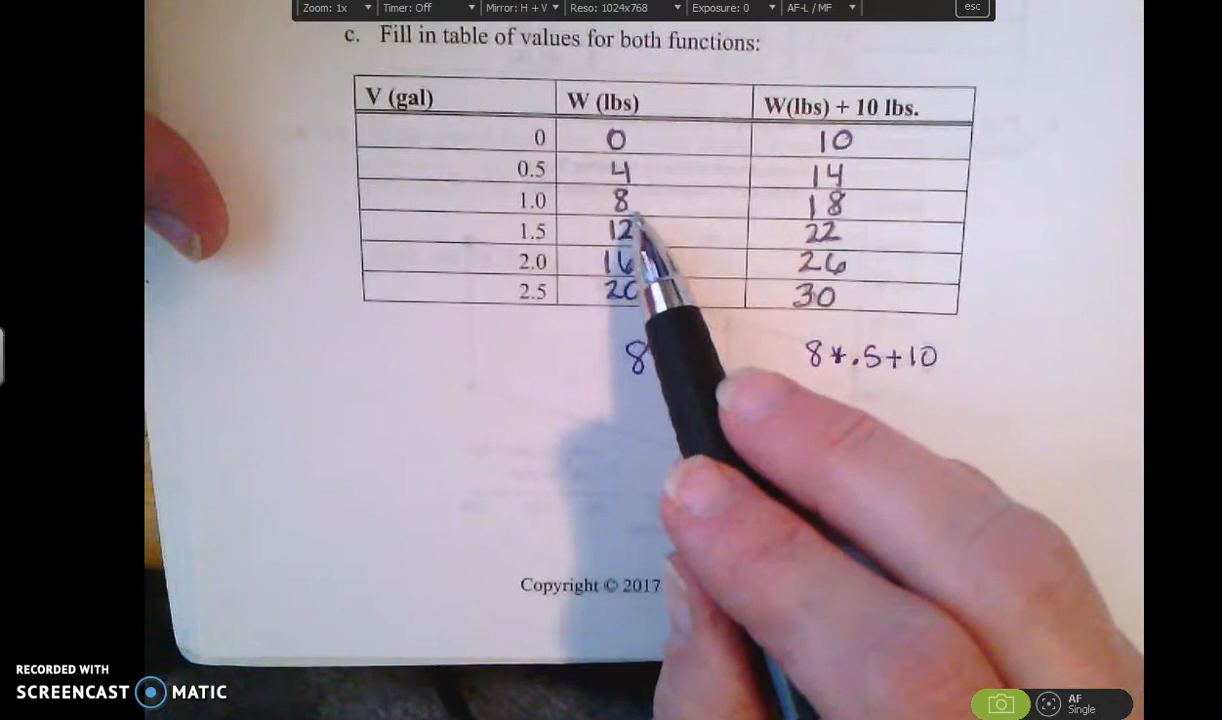 Zoom: 1x Timer: Off Mirror: H + V Reso: 1024x768 Exposure: 0 AF-L / MF esc
c. Fill in table of values for both functions:
V (gal) W (lbs) W(lbs) + 10 lbs.
0 0 10
0.5 4 14
1.0 8 18
1.5 12 22
2.0 16 26
2.5 20 30
8 8*.5+10
Copyright © 2017
RECORDED WITH
SCREENCAST MATIC
AF
Single